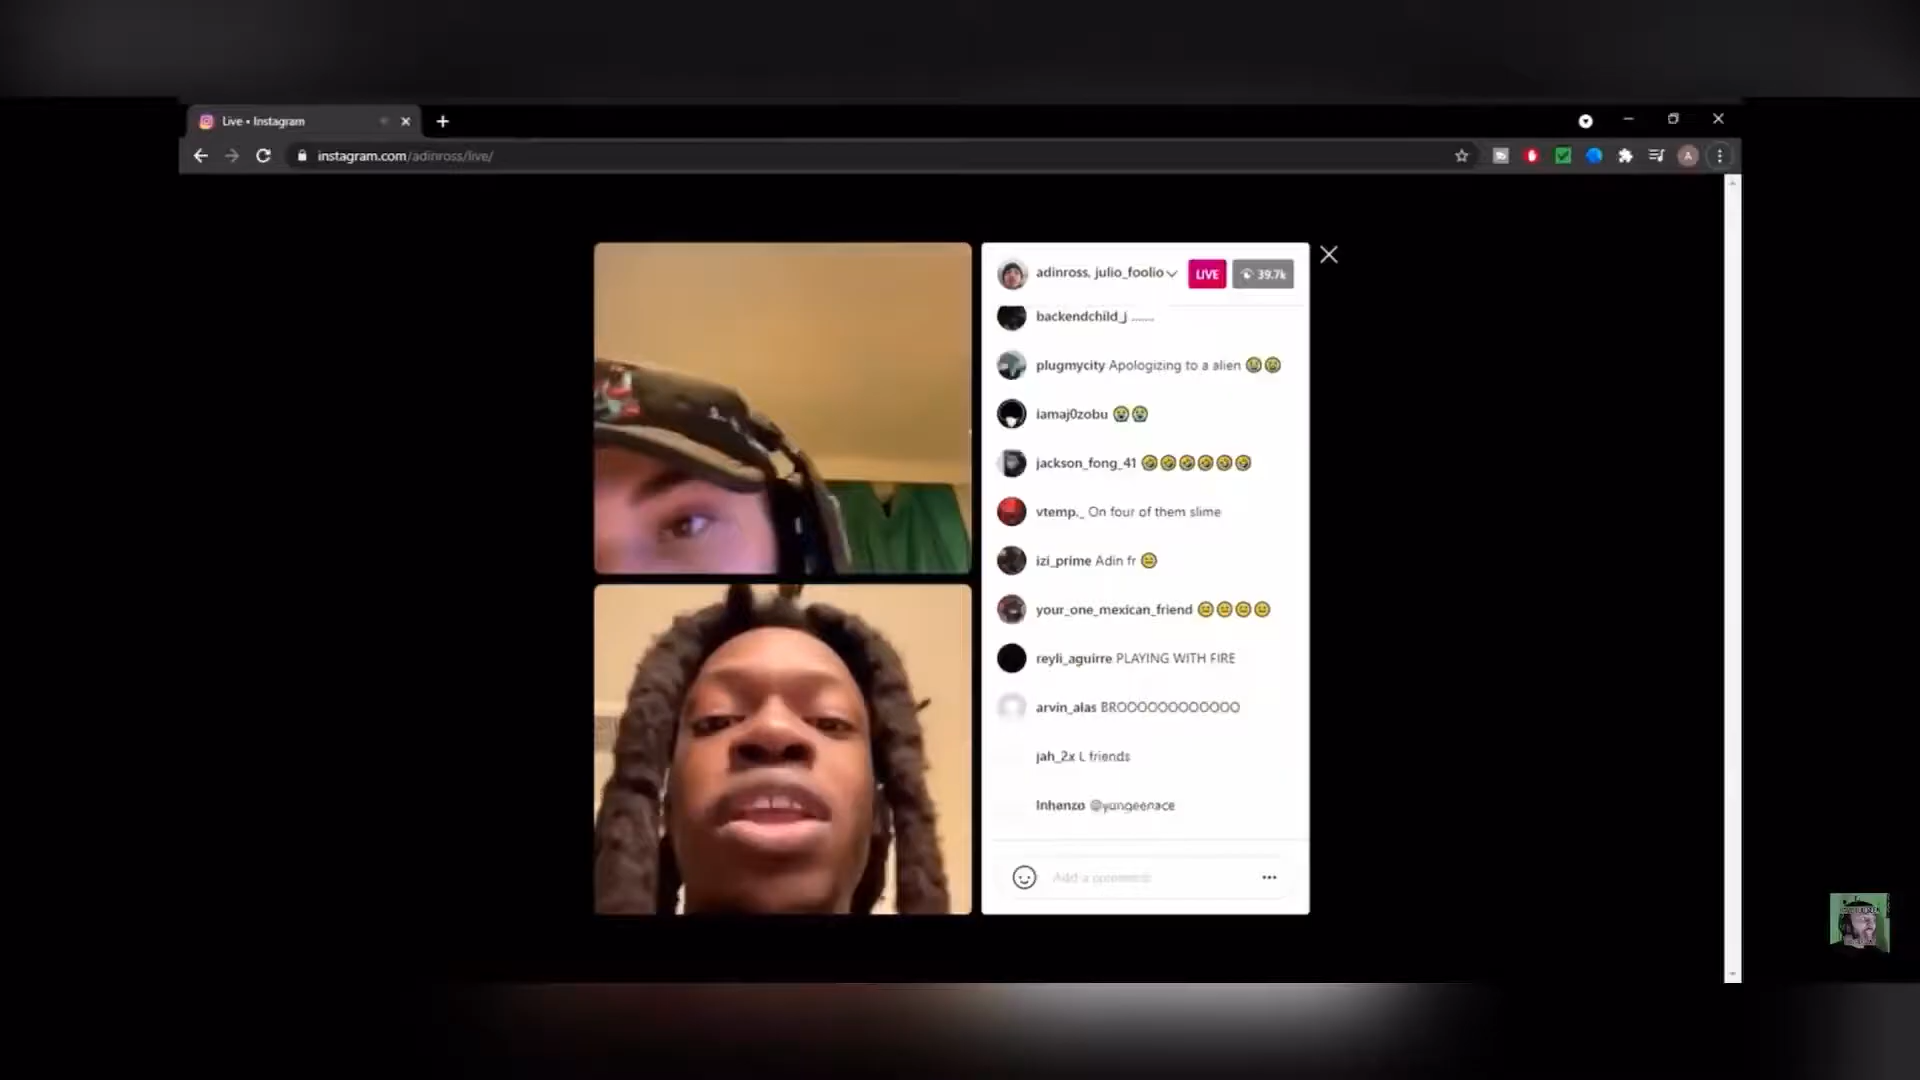 Live • Instagram
instagram.com/adinross/live/
A
adinross, julio_foolio LIVE 39.7k
backendchild_j .......
plugmycity Apologizing to a alien 😭😭
iamaj0zobu 😭😭
jackson_fong_41 🤣🤣🤣🤣🤣🤣
vtemp._ On four of them slime
izi_prime Adin fr 😑
your_one_mexican_friend 😑😑😑😑
reyli_aguirre PLAYING WITH FIRE
arvin_alas BROOOOOOOOOOOO
jah_2x L friends
lnhenzo @yungeenace
Add a comment